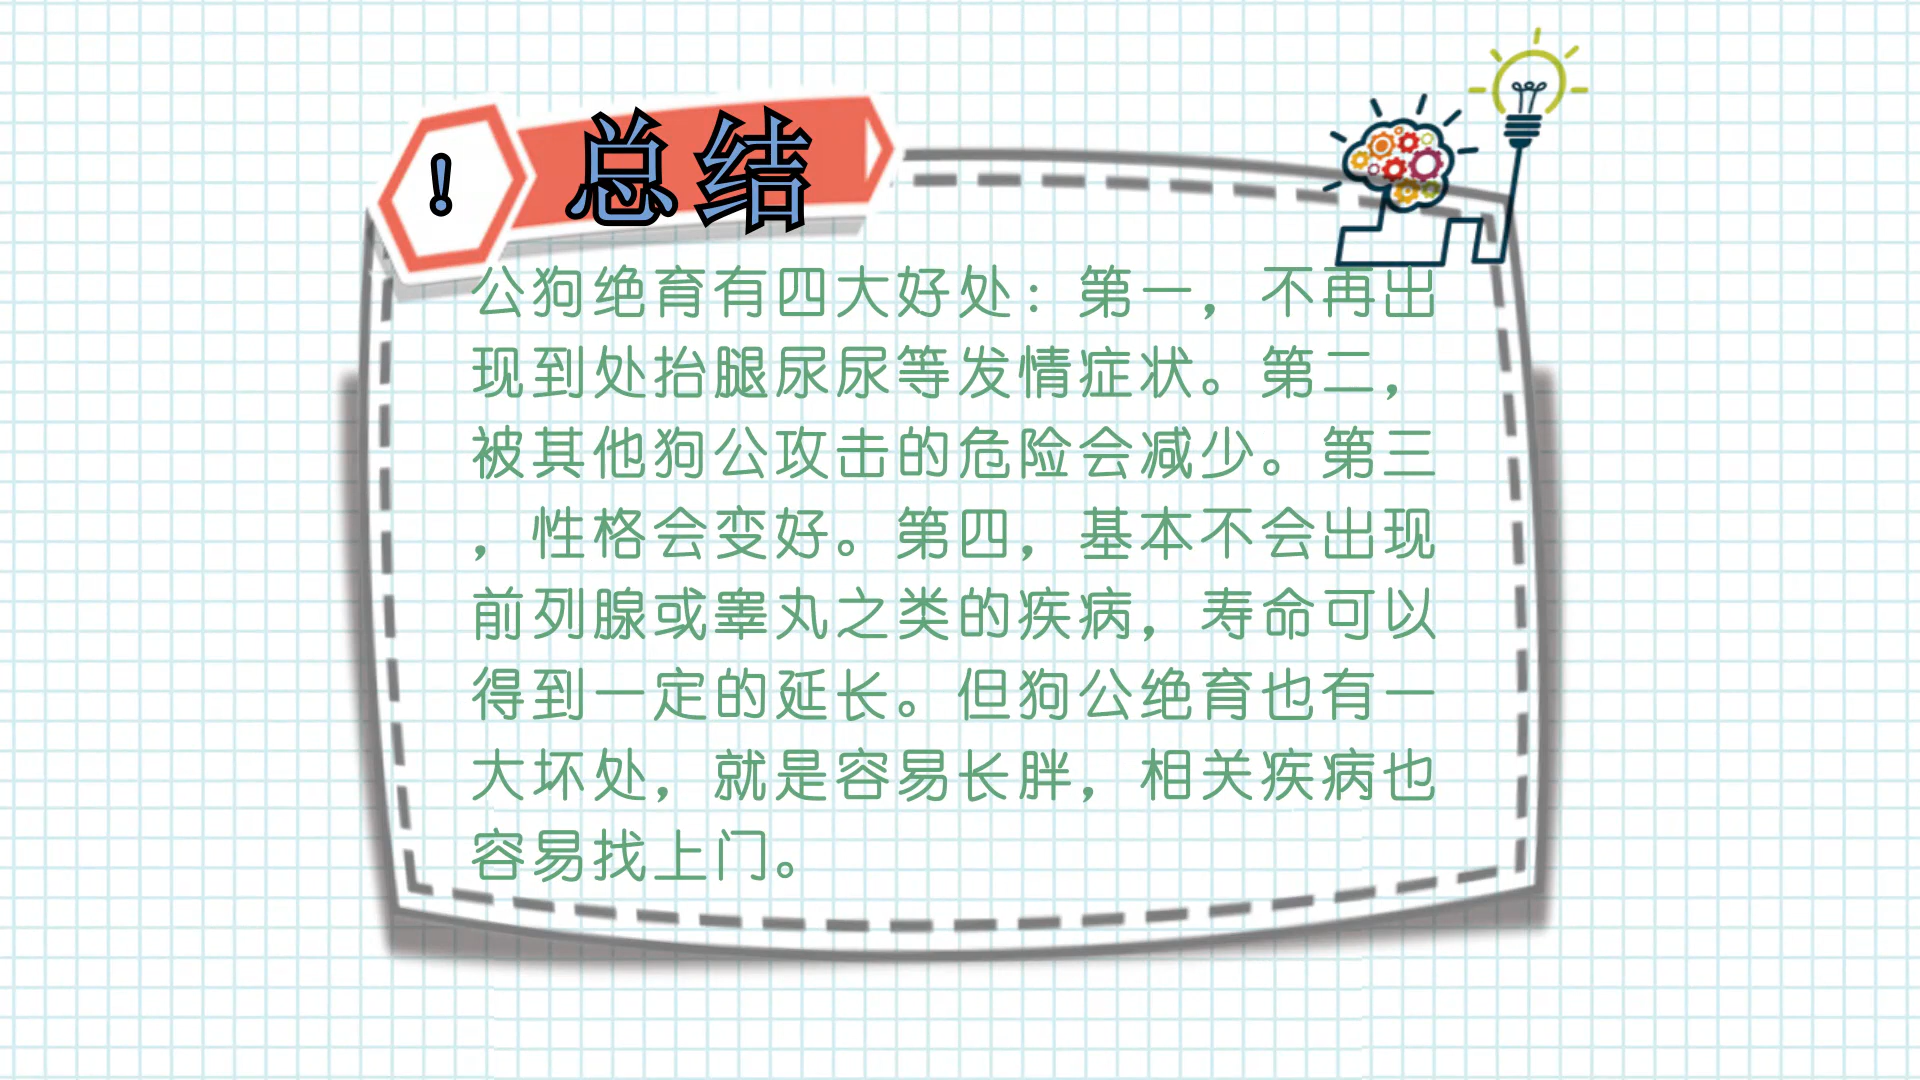 ！ 总结
公狗绝育有四大好处：第一，不再出
现到处抬腿尿尿等发情症状。第二，
被其他狗公攻击的危险会减少。第三
，性格会变好。第四，基本不会出现
前列腺或睾丸之类的疾病，寿命可以
得到一定的延长。但狗公绝育也有一
大坏处，就是容易长胖，相关疾病也
容易找上门。